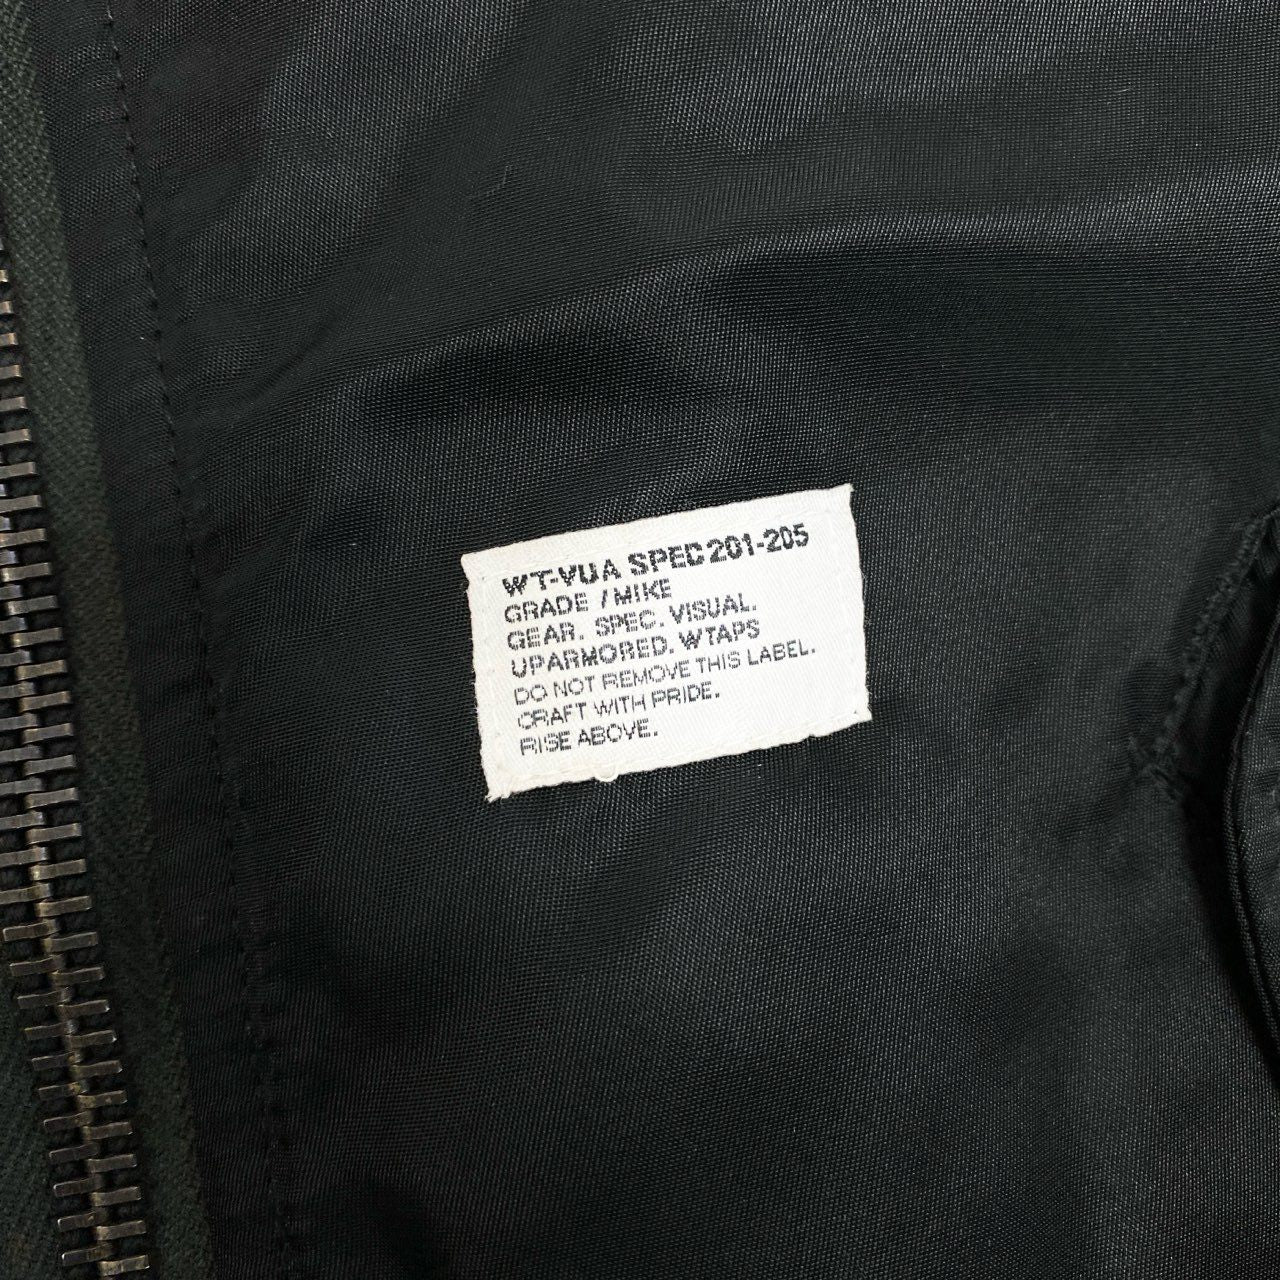 WT-VUA SPEC 201-205
GRADE / MIKE
GEAR. SPEC. VISUAL.
UPARMORED. WTAPS
DO NOT REMOVE THIS LABEL.
CRAFT WITH PRIDE.
RISE ABOVE.